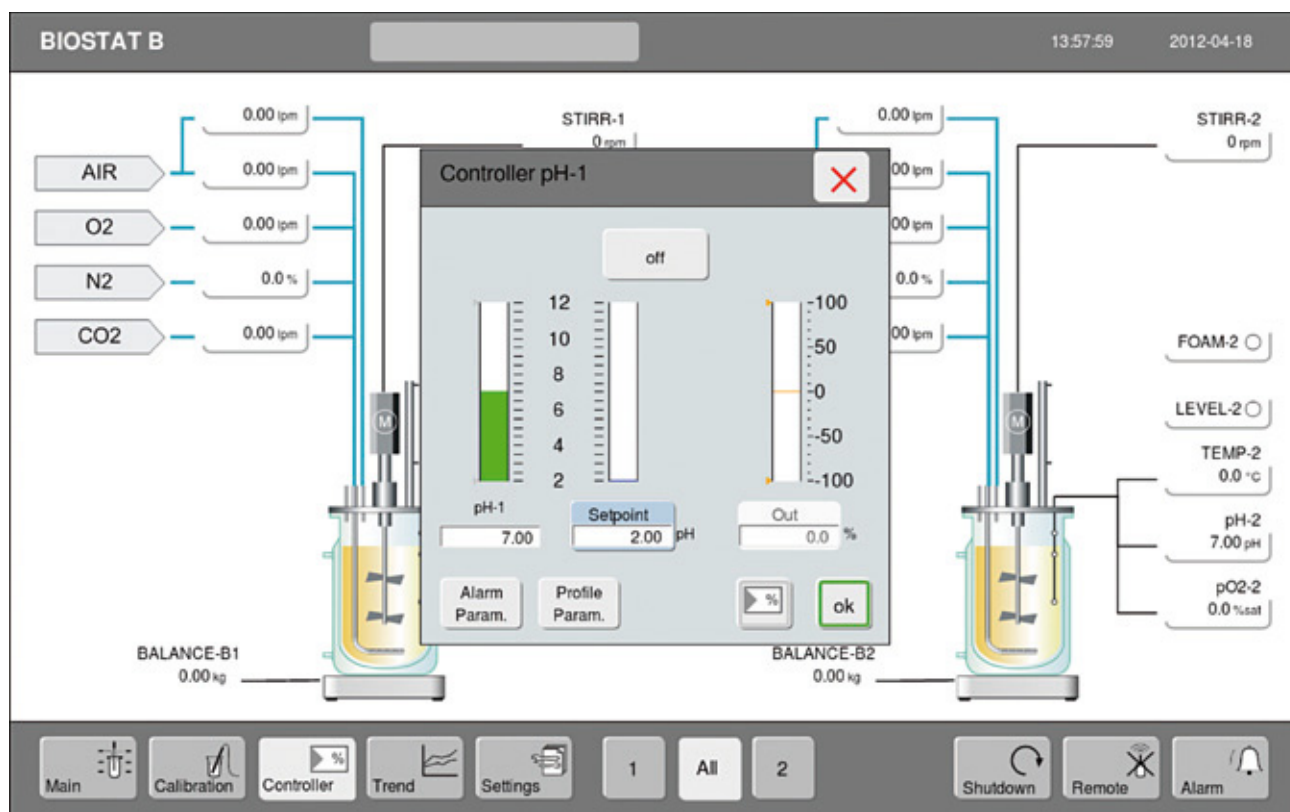 BIOSTAT B
13:57:59 2012-04-18
0.00 lpm
STIRR-1
0 rpm
0.00 lpm
STIRR-2
0 rpm
AIR
0.00 lpm
00 lpm
O2
0.00 lpm
00 lpm
N2
0.0 %
0.0 %
CO2
0.00 lpm
00 lpm
Controller pH-1
off
12
10
8
6
4
2
100
50
0
-50
-100
pH-1
7.00
Setpoint
2.00 pH
Out
0.0 %
Alarm
Param.
Profile
Param.
%
ok
M
M
FOAM-2
LEVEL-2
TEMP-2
0.0 °C
pH-2
7.00 pH
pO2-2
0.0 %sat
BALANCE-B1
0.00 kg
BALANCE-B2
0.00 kg
Main
Calibration
%
Controller
Trend
Settings
1
All
2
Shutdown
Remote
Alarm